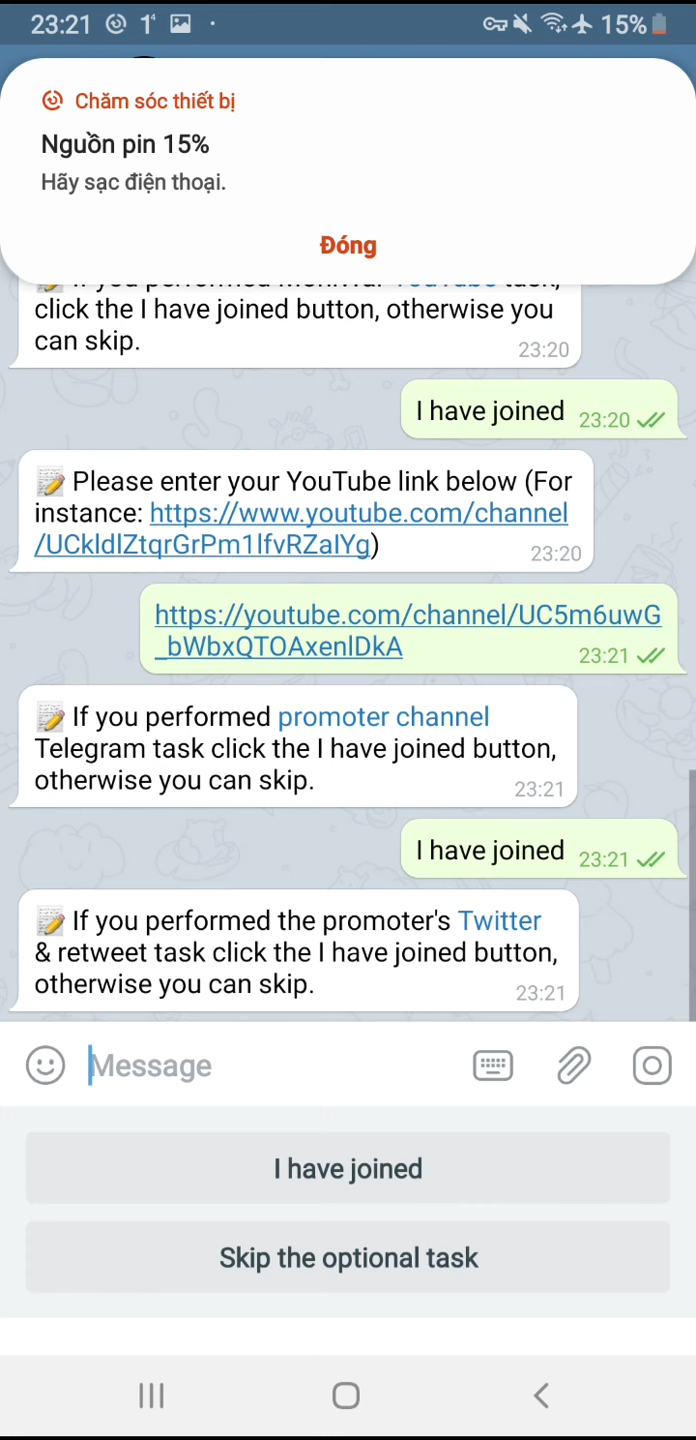 23:21
15%
Chăm sóc thiết bị
Nguồn pin 15%
Hãy sạc điện thoại.
Đóng
click the I have joined button, otherwise you
can skip.
23:20
I have joined
23:20
Please enter your YouTube link below (For
instance: https://www.youtube.com/channel
/UCkldlZtqrGrPm1lfvRZalYg)
23:20
https://youtube.com/channel/UC5m6uwG
_bWbxQTOAxenlDkA
23:21
If you performed promoter channel
Telegram task click the I have joined button,
otherwise you can skip.
23:21
I have joined
23:21
If you performed the promoter's Twitter
& retweet task click the I have joined button,
otherwise you can skip.
23:21
Message
I have joined
Skip the optional task